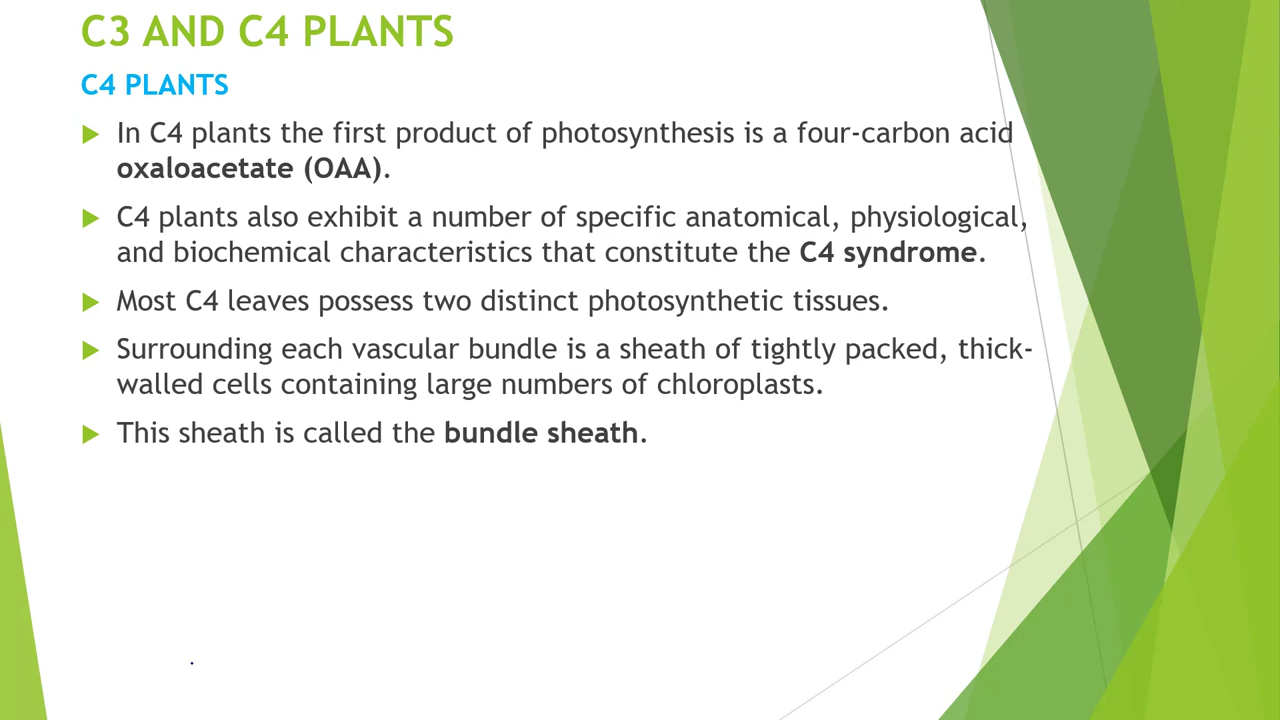 C3 AND C4 PLANTS
C4 PLANTS
In C4 plants the first product of photosynthesis is a four-carbon acid
oxaloacetate (OAA).
C4 plants also exhibit a number of specific anatomical, physiological,
and biochemical characteristics that constitute the C4 syndrome.
Most C4 leaves possess two distinct photosynthetic tissues.
Surrounding each vascular bundle is a sheath of tightly packed, thick-
walled cells containing large numbers of chloroplasts.
This sheath is called the bundle sheath.